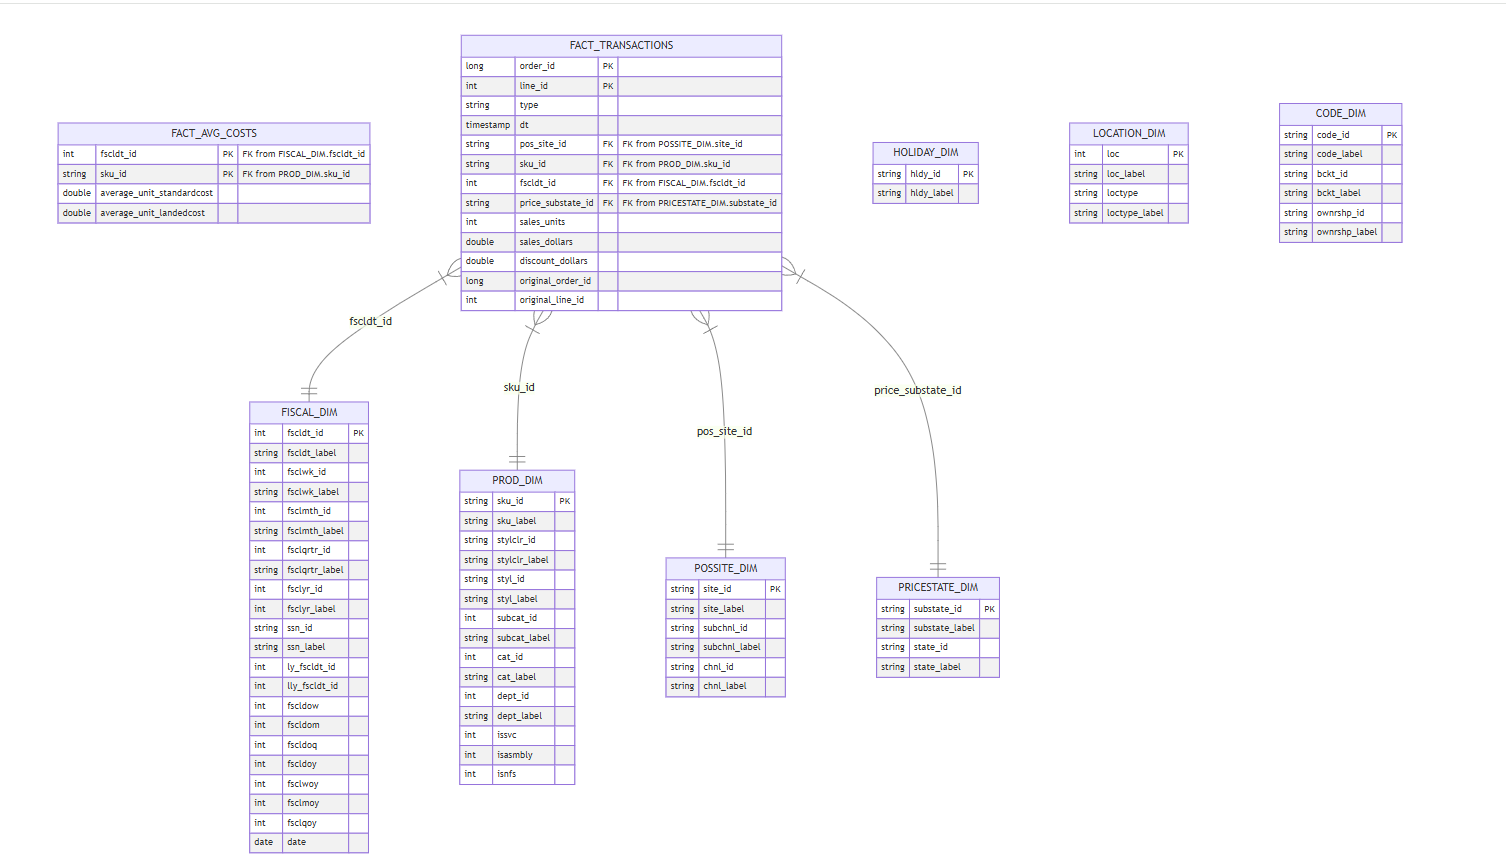 FACT_TRANSACTIONS
long order_id PK
int line_id PK
string type
timestamp dt
string pos_site_id FK FK from POSSITE_DIM.site_id
string sku_id FK FK from PROD_DIM.sku_id
int fscldt_id FK FK from FISCAL_DIM.fscldt_id
string price_substate_id FK FK from PRICESTATE_DIM.substate_id
int sales_units
double sales_dollars
double discount_dollars
long original_order_id
int original_line_id
FACT_AVG_COSTS
int fscldt_id PK FK from FISCAL_DIM.fscldt_id
string sku_id PK FK from PROD_DIM.sku_id
double average_unit_standardcost
double average_unit_landedcost
HOLIDAY_DIM
string hldy_id PK
string hldy_label
LOCATION_DIM
int loc PK
string loc_label
string loctype
string loctype_label
CODE_DIM
string code_id PK
string code_label
string bckt_id
string bckt_label
string ownrshp_id
string ownrshp_label
fscldt_id
sku_id
pos_site_id
price_substate_id
FISCAL_DIM
int fscldt_id PK
string fscldt_label
int fsclwk_id
string fsclwk_label
int fsclmth_id
string fsclmth_label
int fsclqrtr_id
string fsclqrtr_label
int fsclyr_id
int fsclyr_label
string ssn_id
string ssn_label
int ly_fscldt_id
int lly_fscldt_id
int fscldow
int fscldom
int fscldoq
int fscldoy
int fsclwoy
int fsclmoy
int fsclqoy
date date
PROD_DIM
string sku_id PK
string sku_label
string stylclr_id
string stylclr_label
string styl_id
string styl_label
int subcat_id
string subcat_label
int cat_id
string cat_label
int dept_id
string dept_label
int issvc
int isasmbly
int isnfs
POSSITE_DIM
string site_id PK
string site_label
string subchnl_id
string subchnl_label
string chnl_id
string chnl_label
PRICESTATE_DIM
string substate_id PK
string substate_label
string state_id
string state_label